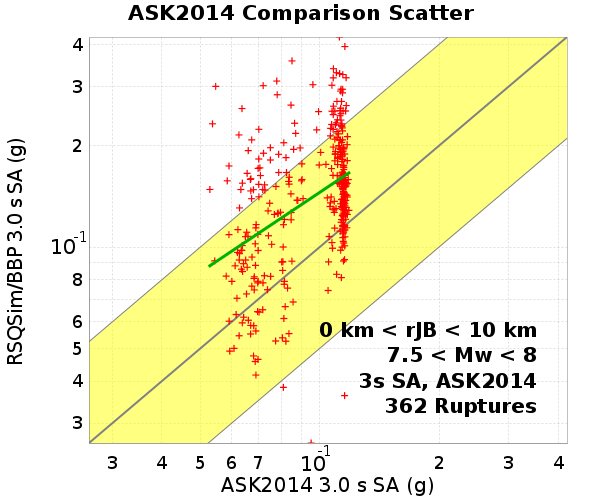 ASK2014 Comparison Scatter
RSQSim/BBP 3.0 s SA (g)
4
3
2
10-1
8
6
5
4
3
0 km < rJB < 10 km
7.5 < Mw < 8
3s SA, ASK2014
362 Ruptures
3 4 5 6 7 10-1 2 3 4
ASK2014 3.0 s SA (g)